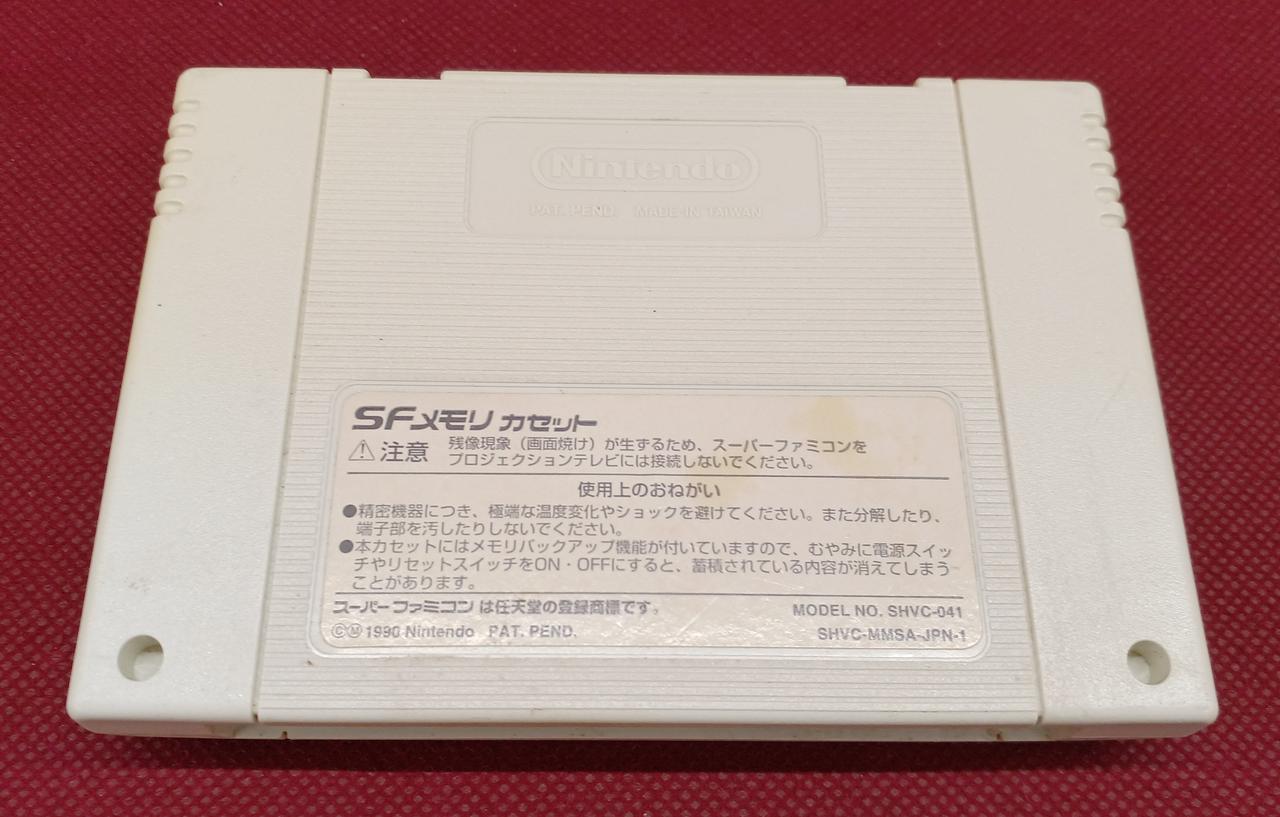 Nintendo
PAT. PEND. MADE IN TAIWAN
SFメモリ カセット
注意
残像現象（画面焼け）が生ずるため、スーパーファミコンを
プロジェクションテレビには接続しないでください。
使用上のおねがい
●精密機器につき、極端な温度変化やショックを避けてください。また分解したり、
端子部を汚したりしないでください。
●本カセットにはメモリバックアップ機能が付いていますので、むやみに電源スイッ
チやリセットスイッチをON・OFFにすると、蓄積されている内容が消えてしまう
ことがあります。
スーパーファミコンは任天堂の登録商標です。
MODEL NO. SHVC-041
©Ⓜ1990 Nintendo PAT. PEND.
SHVC-MMSA-JPN-1